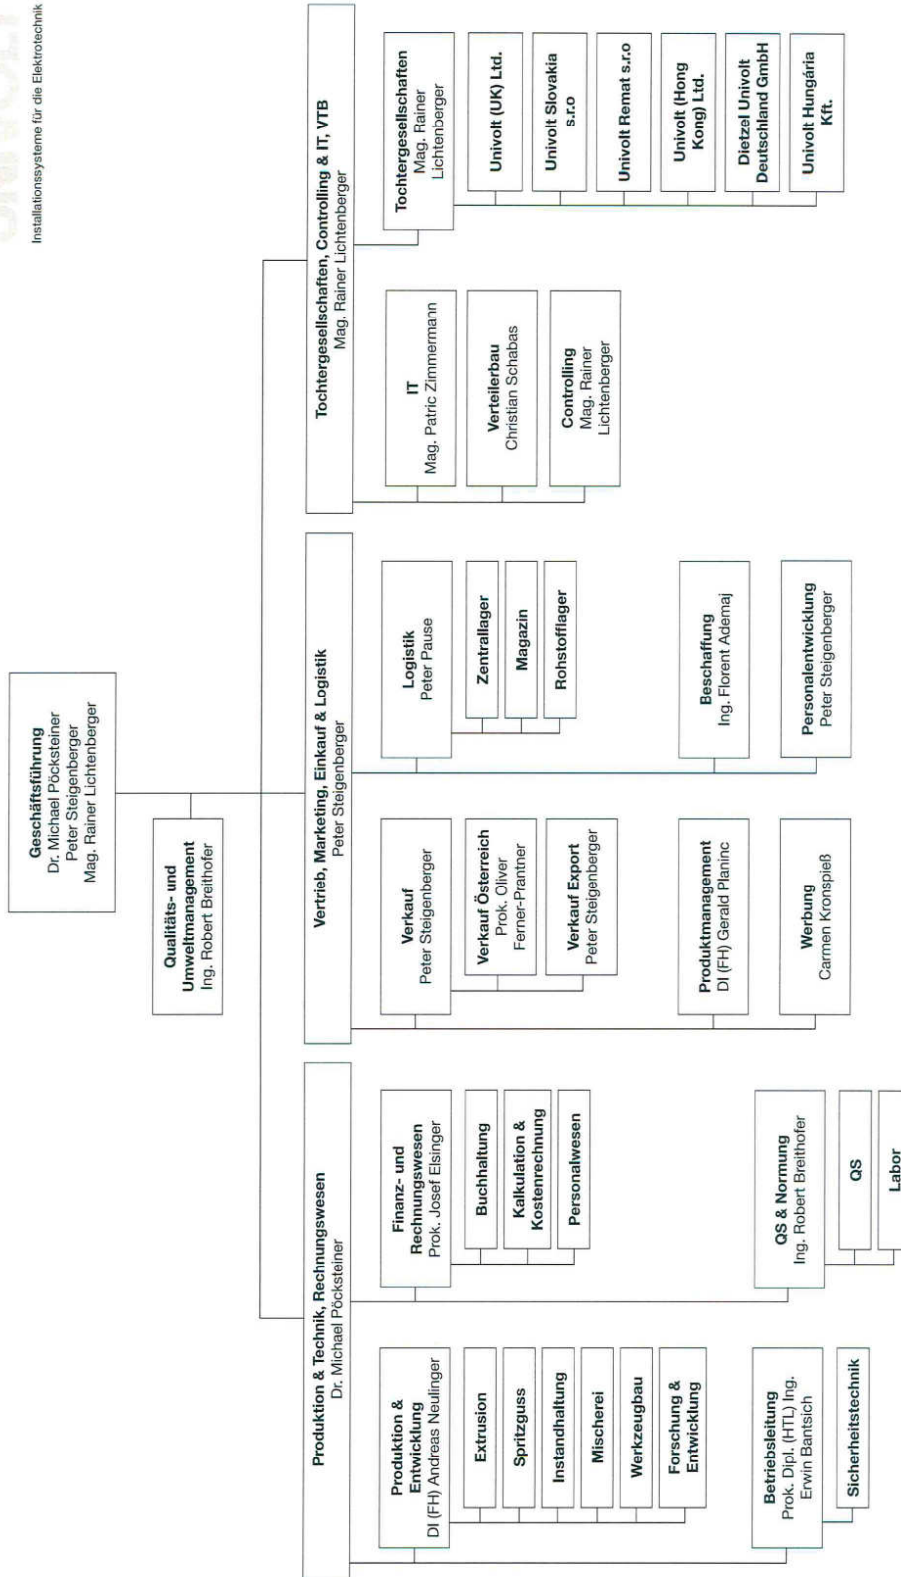 Installationssysteme für die Elektrotechnik
Geschäftsführung
Dr. Michael Pöcksteiner
Peter Steigenberger
Mag. Rainer Lichtenberger
Qualitäts- und
Umweltmanagement
Ing. Robert Breithofer
Produktion & Technik, Rechnungswesen
Dr. Michael Pöcksteiner
Produktion &
Entwicklung
DI (FH) Andreas Neulinger
Extrusion
Spritzguss
Instandhaltung
Mischerei
Werkzeugbau
Forschung &
Entwicklung
Betriebsleitung
Prok. Dipl. (HTL) Ing.
Erwin Bantsich
Sicherheitstechnik
Finanz- und
Rechnungswesen
Prok. Josef Elsinger
Buchhaltung
Kalkulation &
Kostenrechnung
Personalwesen
QS & Normung
Ing. Robert Breithofer
QS
Labor
Vertrieb, Marketing, Einkauf & Logistik
Peter Steigenberger
Verkauf
Peter Steigenberger
Verkauf Österreich
Prok. Oliver
Ferner-Prantner
Verkauf Export
Peter Steigenberger
Produktmanagement
DI (FH) Gerald Planinc
Werbung
Carmen Kronspieß
Logistik
Peter Pause
Zentrallager
Magazin
Rohstofflager
Beschaffung
Ing. Florent Ademaj
Personalentwicklung
Peter Steigenberger
Tochtergesellschaften, Controlling & IT, VTB
Mag. Rainer Lichtenberger
IT
Mag. Patric Zimmermann
Verteilerbau
Christian Schabas
Controlling
Mag. Rainer
Lichtenberger
Tochtergesellschaften
Mag. Rainer
Lichtenberger
Univolt (UK) Ltd.
Univolt Slovakia
s.r.o
Univolt Remat s.r.o
Univolt (Hong
Kong) Ltd.
Dietzel Univolt
Deutschland GmbH
Univolt Hungária
Kft.